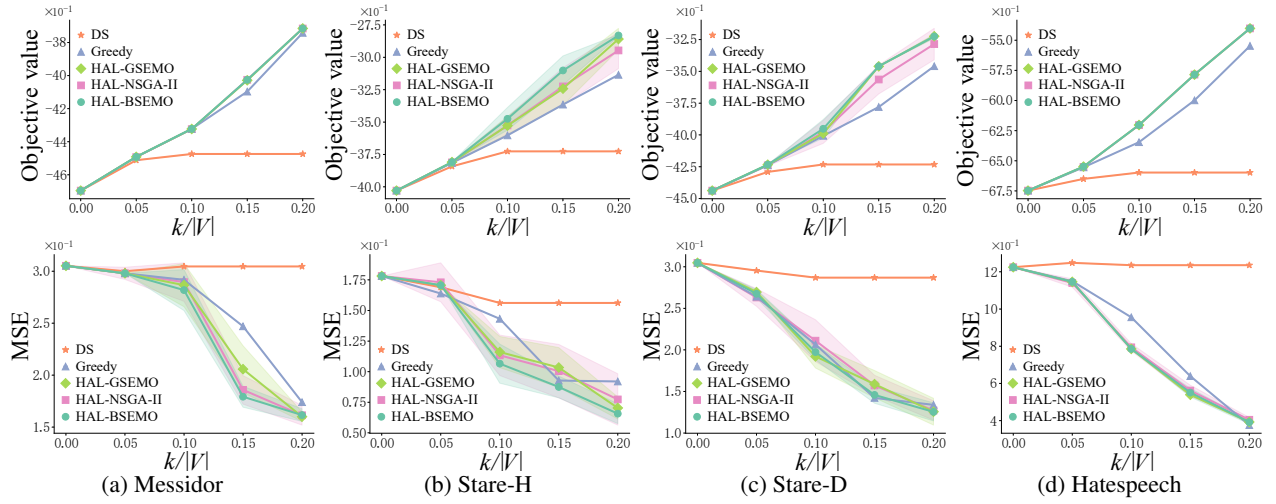 ×10⁻¹
Objective value
−38
−40
−42
−44
−46
DS
Greedy
HAL-GSEMO
HAL-NSGA-II
HAL-BSEMO
0.00 0.05 0.10 0.15 0.20
k/|V|
×10⁻¹
Objective value
−27.5
−30.0
−32.5
−35.0
−37.5
−40.0
DS
Greedy
HAL-GSEMO
HAL-NSGA-II
HAL-BSEMO
0.00 0.05 0.10 0.15 0.20
k/|V|
×10⁻¹
Objective value
−32.5
−35.0
−37.5
−40.0
−42.5
−45.0
DS
Greedy
HAL-GSEMO
HAL-NSGA-II
HAL-BSEMO
0.00 0.05 0.10 0.15 0.20
k/|V|
×10⁻¹
Objective value
−55.0
−57.5
−60.0
−62.5
−65.0
−67.5
DS
Greedy
HAL-GSEMO
HAL-NSGA-II
HAL-BSEMO
0.00 0.05 0.10 0.15 0.20
k/|V|
×10⁻¹
MSE
3.0
2.5
2.0
1.5
DS
Greedy
HAL-GSEMO
HAL-NSGA-II
HAL-BSEMO
0.00 0.05 0.10 0.15 0.20
k/|V|
(a) Messidor
×10⁻¹
MSE
1.75
1.50
1.25
1.00
0.75
0.50
DS
Greedy
HAL-GSEMO
HAL-NSGA-II
HAL-BSEMO
0.00 0.05 0.10 0.15 0.20
k/|V|
(b) Stare-H
×10⁻¹
MSE
3.0
2.5
2.0
1.5
1.0
DS
Greedy
HAL-GSEMO
HAL-NSGA-II
HAL-BSEMO
0.00 0.05 0.10 0.15 0.20
k/|V|
(c) Stare-D
×10⁻¹
MSE
12
10
8
6
4
DS
Greedy
HAL-GSEMO
HAL-NSGA-II
HAL-BSEMO
0.00 0.05 0.10 0.15 0.20
k/|V|
(d) Hatespeech